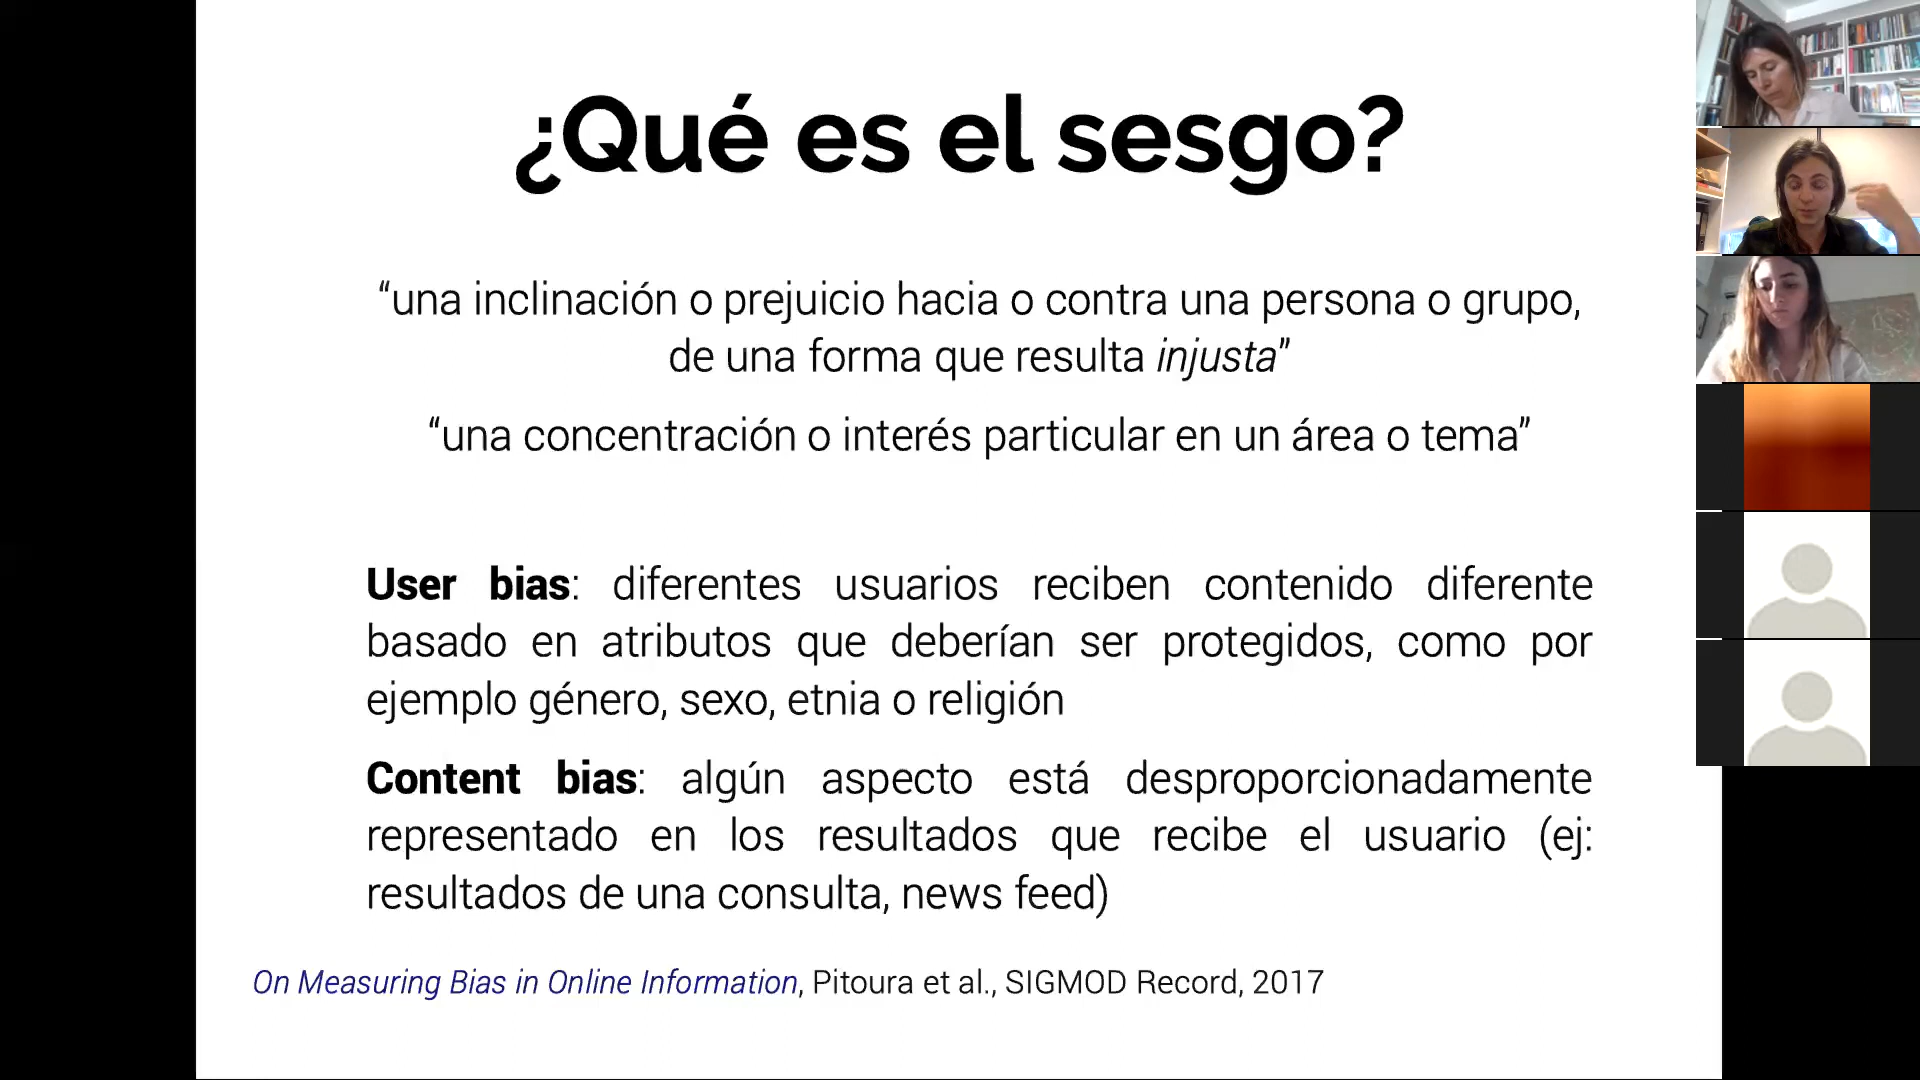 ¿Qué es el sesgo?
“una inclinación o prejuicio hacia o contra una persona o grupo,
de una forma que resulta injusta”
“una concentración o interés particular en un área o tema”
User bias: diferentes usuarios reciben contenido diferente
basado en atributos que deberían ser protegidos, como por
ejemplo género, sexo, etnia o religión
Content bias: algún aspecto está desproporcionadamente
representado en los resultados que recibe el usuario (ej:
resultados de una consulta, news feed)
On Measuring Bias in Online Information, Pitoura et al., SIGMOD Record, 2017